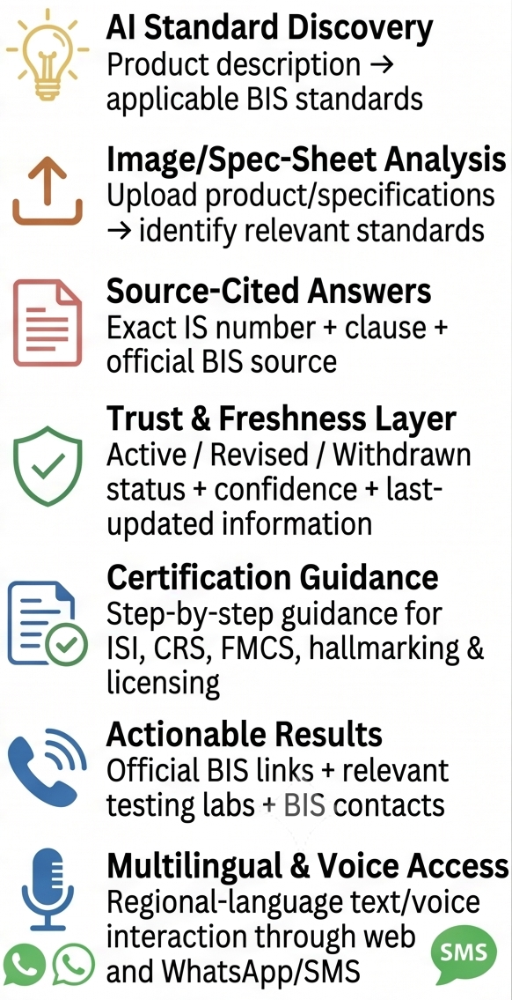 AI Standard Discovery
Product description →
applicable BIS standards
Image/Spec-Sheet Analysis
Upload product/specifications
→ identify relevant standards
Source-Cited Answers
Exact IS number + clause +
official BIS source
Trust & Freshness Layer
Active / Revised / Withdrawn
status + confidence + last-
updated information
Certification Guidance
Step-by-step guidance for
ISI, CRS, FMCS, hallmarking &
licensing
Actionable Results
Official BIS links + relevant
testing labs + BIS contacts
Multilingual & Voice Access
Regional-language text/voice
interaction through web
and WhatsApp/SMS
SMS